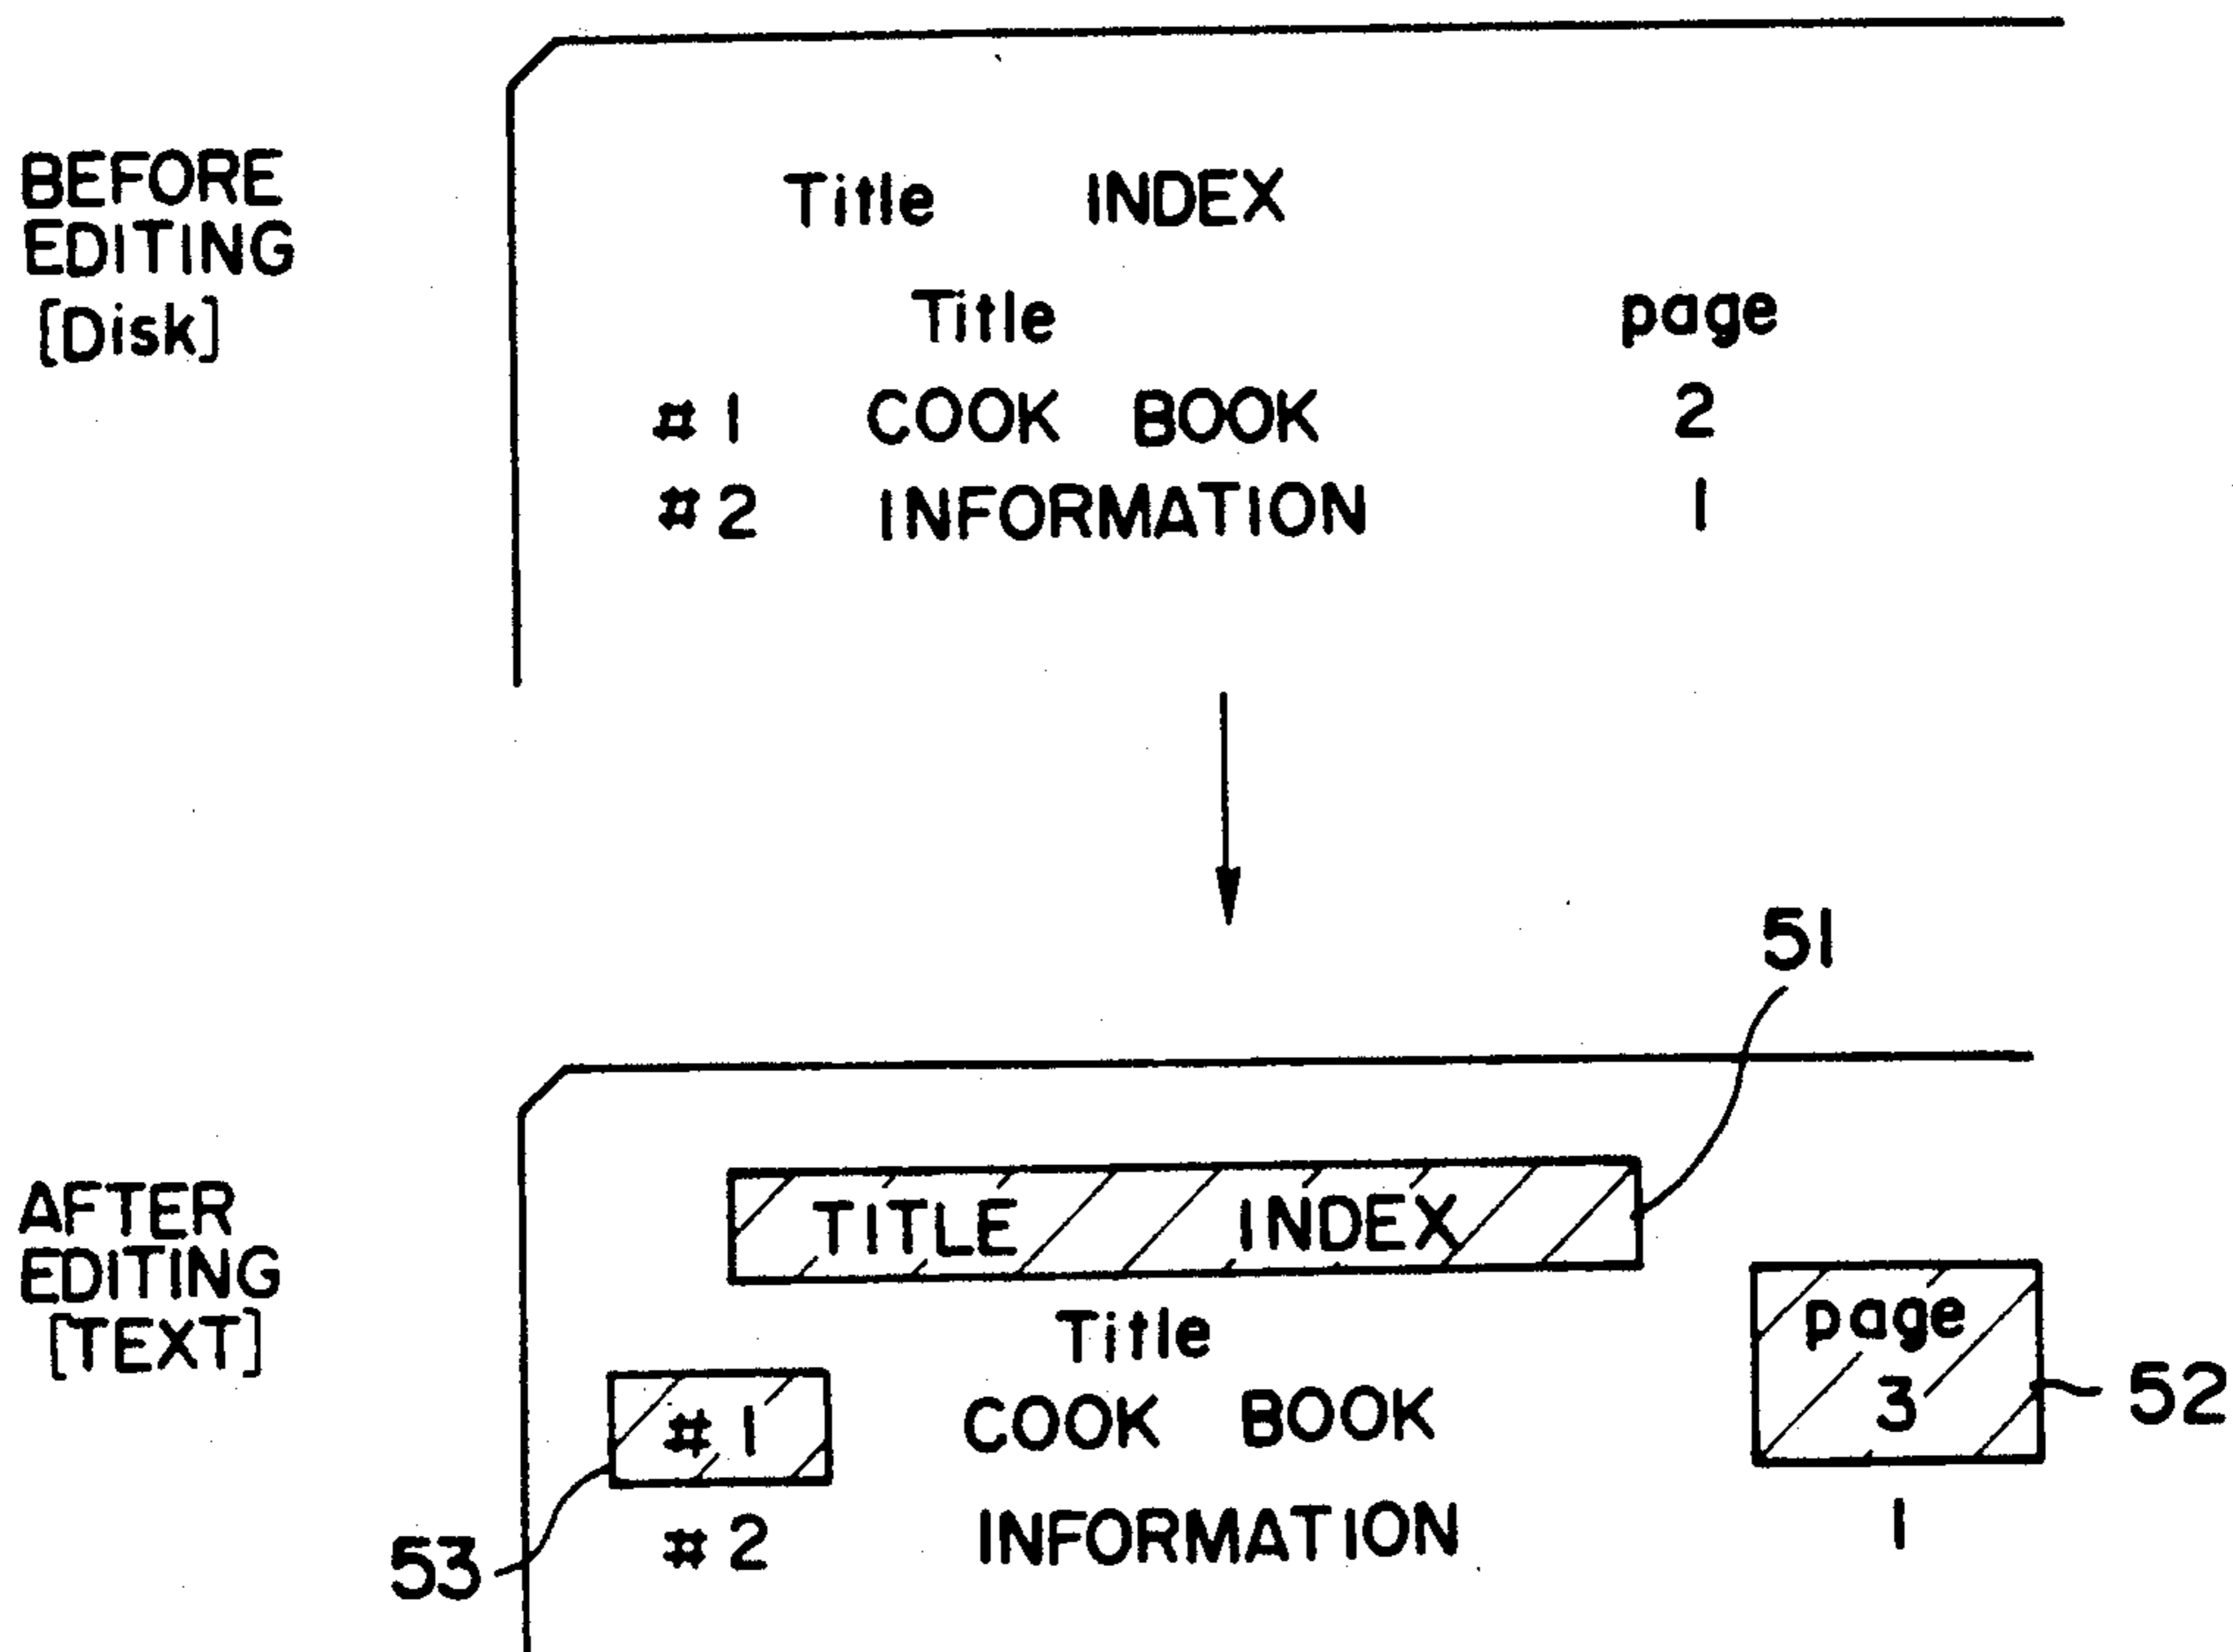 BEFORE
EDITING
[Disk]
Title INDEX
Title page
#1 COOK BOOK 2
#2 INFORMATION 1
51
AFTER
EDITING
[TEXT]
TITLE INDEX
Title page
#1 COOK BOOK 3
52
#2 INFORMATION 1
53